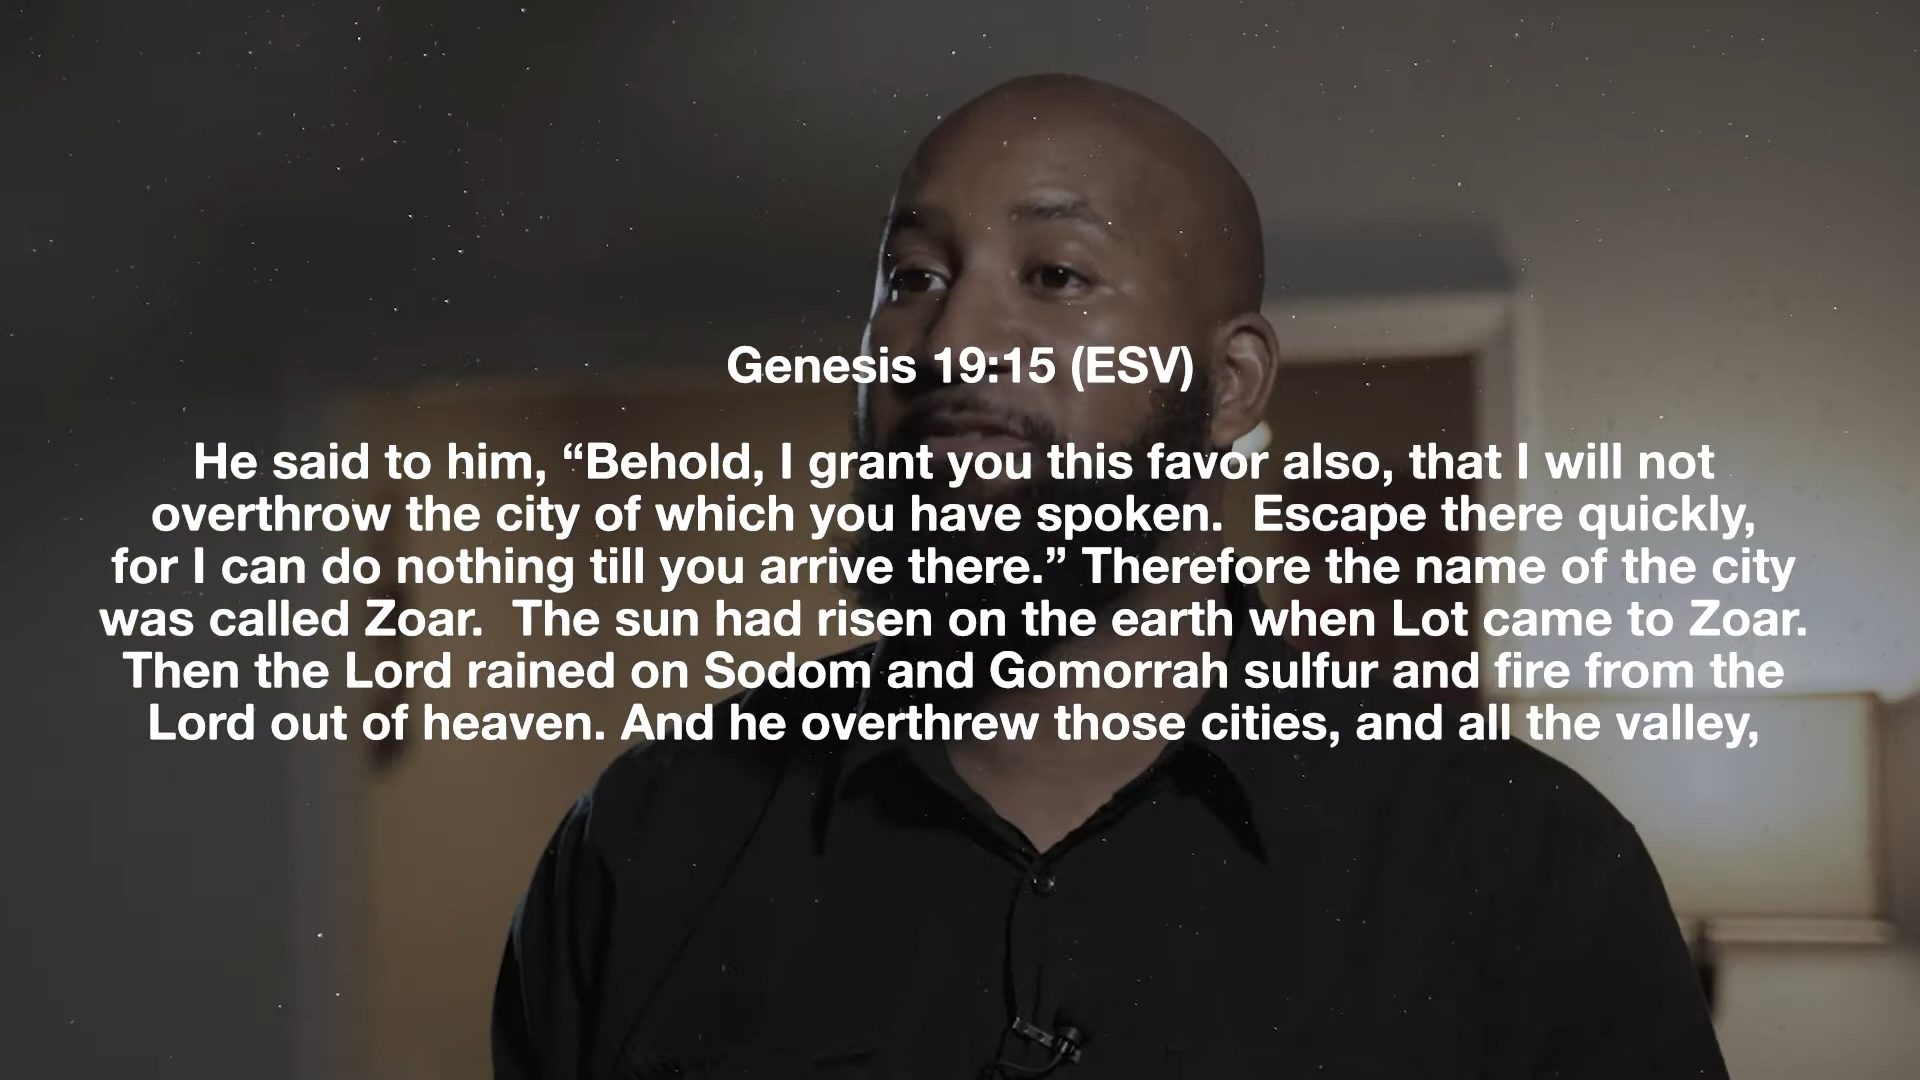 Genesis 19:15 (ESV)
He said to him, “Behold, I grant you this favor also, that I will not
overthrow the city of which you have spoken.  Escape there quickly,
for I can do nothing till you arrive there.” Therefore the name of the city
was called Zoar.  The sun had risen on the earth when Lot came to Zoar.
Then the Lord rained on Sodom and Gomorrah sulfur and fire from the
Lord out of heaven. And he overthrew those cities, and all the valley,